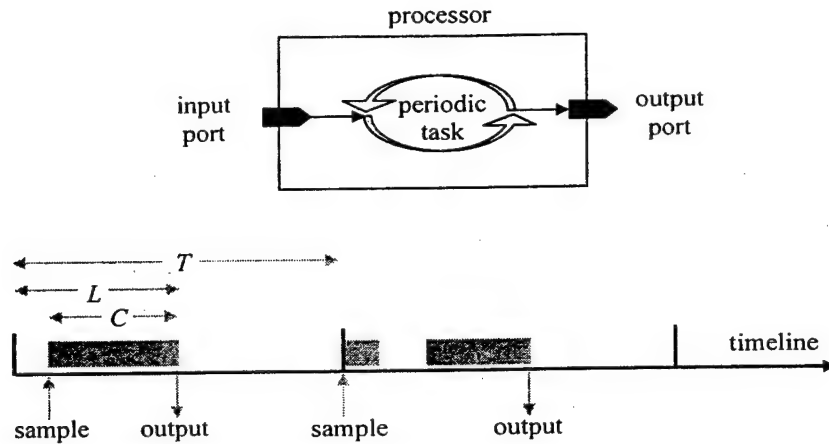 processor
input port
periodic task
output port
T
L
C
timeline
sample
output
sample
output